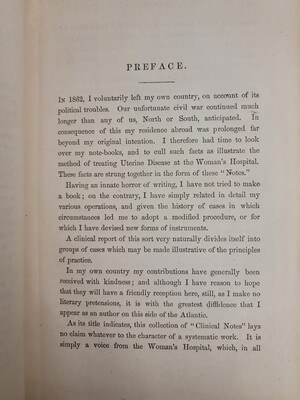 PREFACE.
In 1862, I voluntarily left my own country, on account of its
political troubles. Our unfortunate civil war continued much
longer than any of us, North or South, anticipated. In
consequence of this my residence abroad was prolonged far
beyond my original intention. I therefore had time to look
over my note-books, and to cull such facts as illustrate the
method of treating Uterine Disease at the Woman's Hospital.
These facts are strung together in the form of these "Notes."
Having an innate horror of writing, I have not tried to make
a book; on the contrary, I have simply related in detail my
various operations, and given the history of cases in which
circumstances led me to adopt a modified procedure, or for
which I have devised new forms of instruments.
A clinical report of this sort very naturally divides itself into
groups of cases which may be made illustrative of the principles
of practice.
In my own country my contributions have generally been
received with kindness; and although I have reason to hope
that they will have a friendly reception here, still, as I make no
literary pretensions, it is with the greatest diffidence that I
appear as an author on this side of the Atlantic.
As its title indicates, this collection of "Clinical Notes" lays
no claim whatever to the character of a systematic work. It is
simply a voice from the Woman's Hospital, which, in all